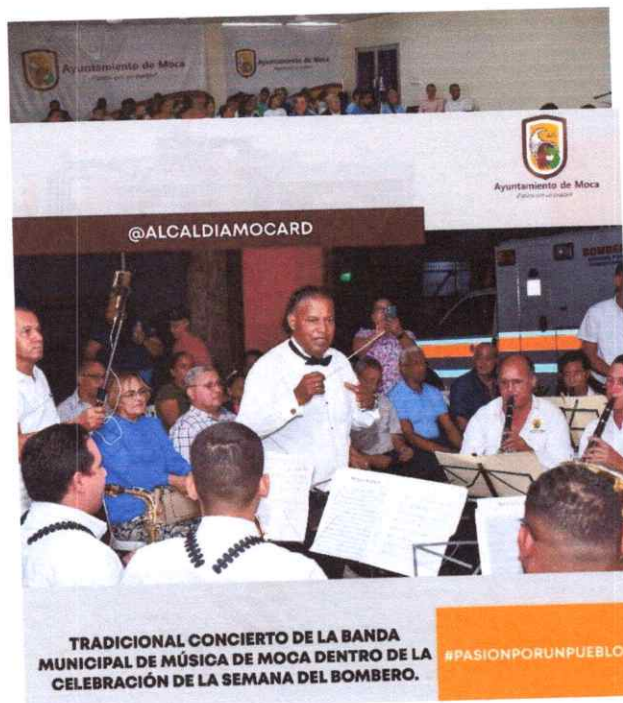 Ayuntamiento de Moca
Ayuntamiento de Moca
Ayuntamiento de Moca
@ALCALDIAMOCARD
BOMBE
TRADICIONAL CONCIERTO DE LA BANDA
MUNICIPAL DE MÚSICA DE MOCA DENTRO DE LA
CELEBRACIÓN DE LA SEMANA DEL BOMBERO.
#PASIONPORUNPUEBLO